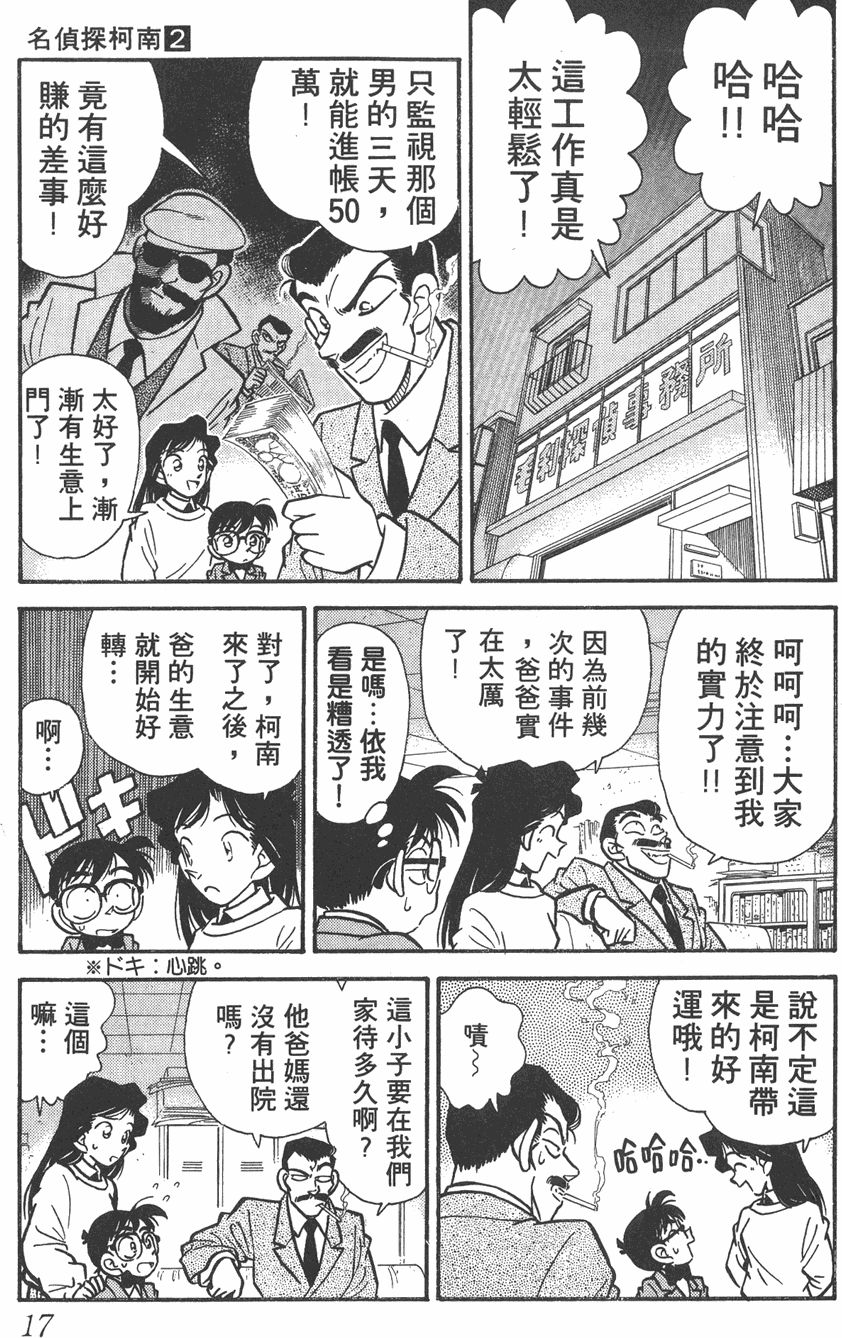 名偵探柯南2
哈哈
哈!!
這工作真是
太輕鬆了！
毛利偵探事務所
只監視那個
男的三天，
就能進帳50
萬！
竟有這麼好
賺的差事！
太好了，漸
漸有生意上
門了！
呵呵呵…大家
終於注意到我
的實力了!!
因為前幾
次的事件
，爸爸實
在太厲
了！
是嗎…依我
看是糟透了！
對了，柯南
來了之後，
爸的生意
就開始好
轉…
啊…
ドキ
※ドキ：心跳。
說不定這
是柯南帶
來的好
運哦！
嘖～
哈哈哈…
這小子要在我們
家待多久啊？
他爸媽還
沒有出院
嗎？
這個
嘛…
17